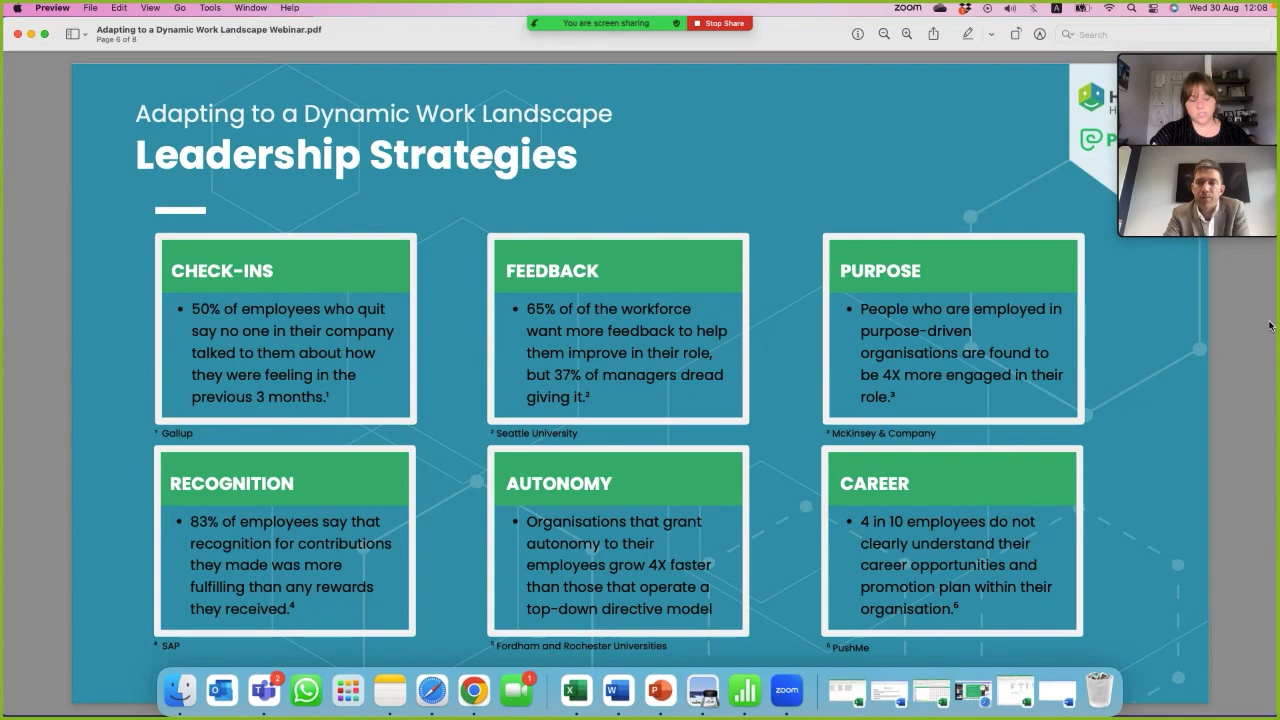 Preview File Edit View Go Tools Window Help
zoom
Wed 30 Aug 12:08
You are screen sharing
Stop Share
Adapting to a Dynamic Work Landscape Webinar.pdf
Page 6 of 8
Search
Adapting to a Dynamic Work Landscape
Leadership Strategies
CHECK-INS
• 50% of employees who quit
say no one in their company
talked to them about how
they were feeling in the
previous 3 months.¹
¹ Gallup
FEEDBACK
• 65% of of the workforce
want more feedback to help
them improve in their role,
but 37% of managers dread
giving it.²
² Seattle University
PURPOSE
• People who are employed in
purpose-driven
organisations are found to
be 4X more engaged in their
role.³
³ McKinsey & Company
RECOGNITION
• 83% of employees say that
recognition for contributions
they made was more
fulfilling than any rewards
they received.⁴
⁴ SAP
AUTONOMY
• Organisations that grant
autonomy to their
employees grow 4X faster
than those that operate a
top-down directive model
⁵ Fordham and Rochester Universities
CAREER
• 4 in 10 employees do not
clearly understand their
career opportunities and
promotion plan within their
organisation.⁶
⁶ PushMe
2
1
zoom